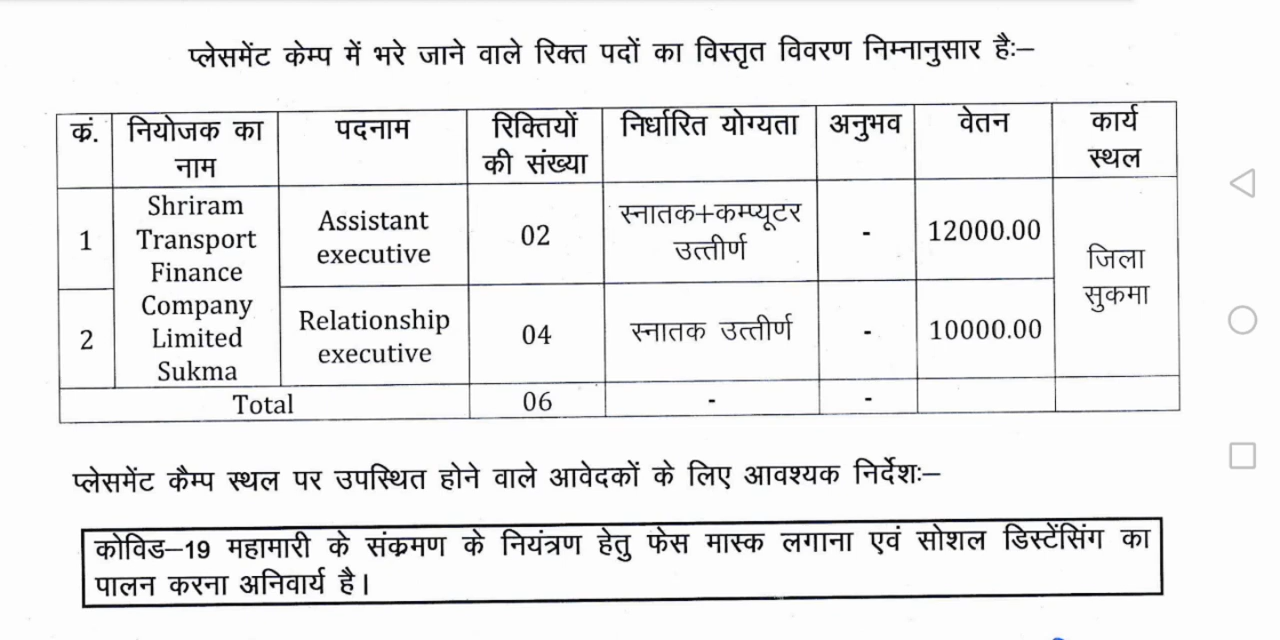 प्लेसमेंट केम्प में भरे जाने वाले रिक्त पदों का विस्तृत विवरण निम्नानुसार है:–
क्रं. नियोजक का नाम पदनाम रिक्तियों की संख्या निर्धारित योग्यता अनुभव वेतन कार्य स्थल
1 Shriram Transport Finance Company Limited Sukma Assistant executive 02 स्नातक+कम्प्यूटर उत्तीर्ण - 12000.00 जिला सुकमा
2 Relationship executive 04 स्नातक उत्तीर्ण - 10000.00
Total 06 - -
प्लेसमेंट कैम्प स्थल पर उपस्थित होने वाले आवेदकों के लिए आवश्यक निर्देशः–
कोविड–19 महामारी के संक्रमण के नियंत्रण हेतु फेस मास्क लगाना एवं सोशल डिस्टेंसिंग का
पालन करना अनिवार्य है।